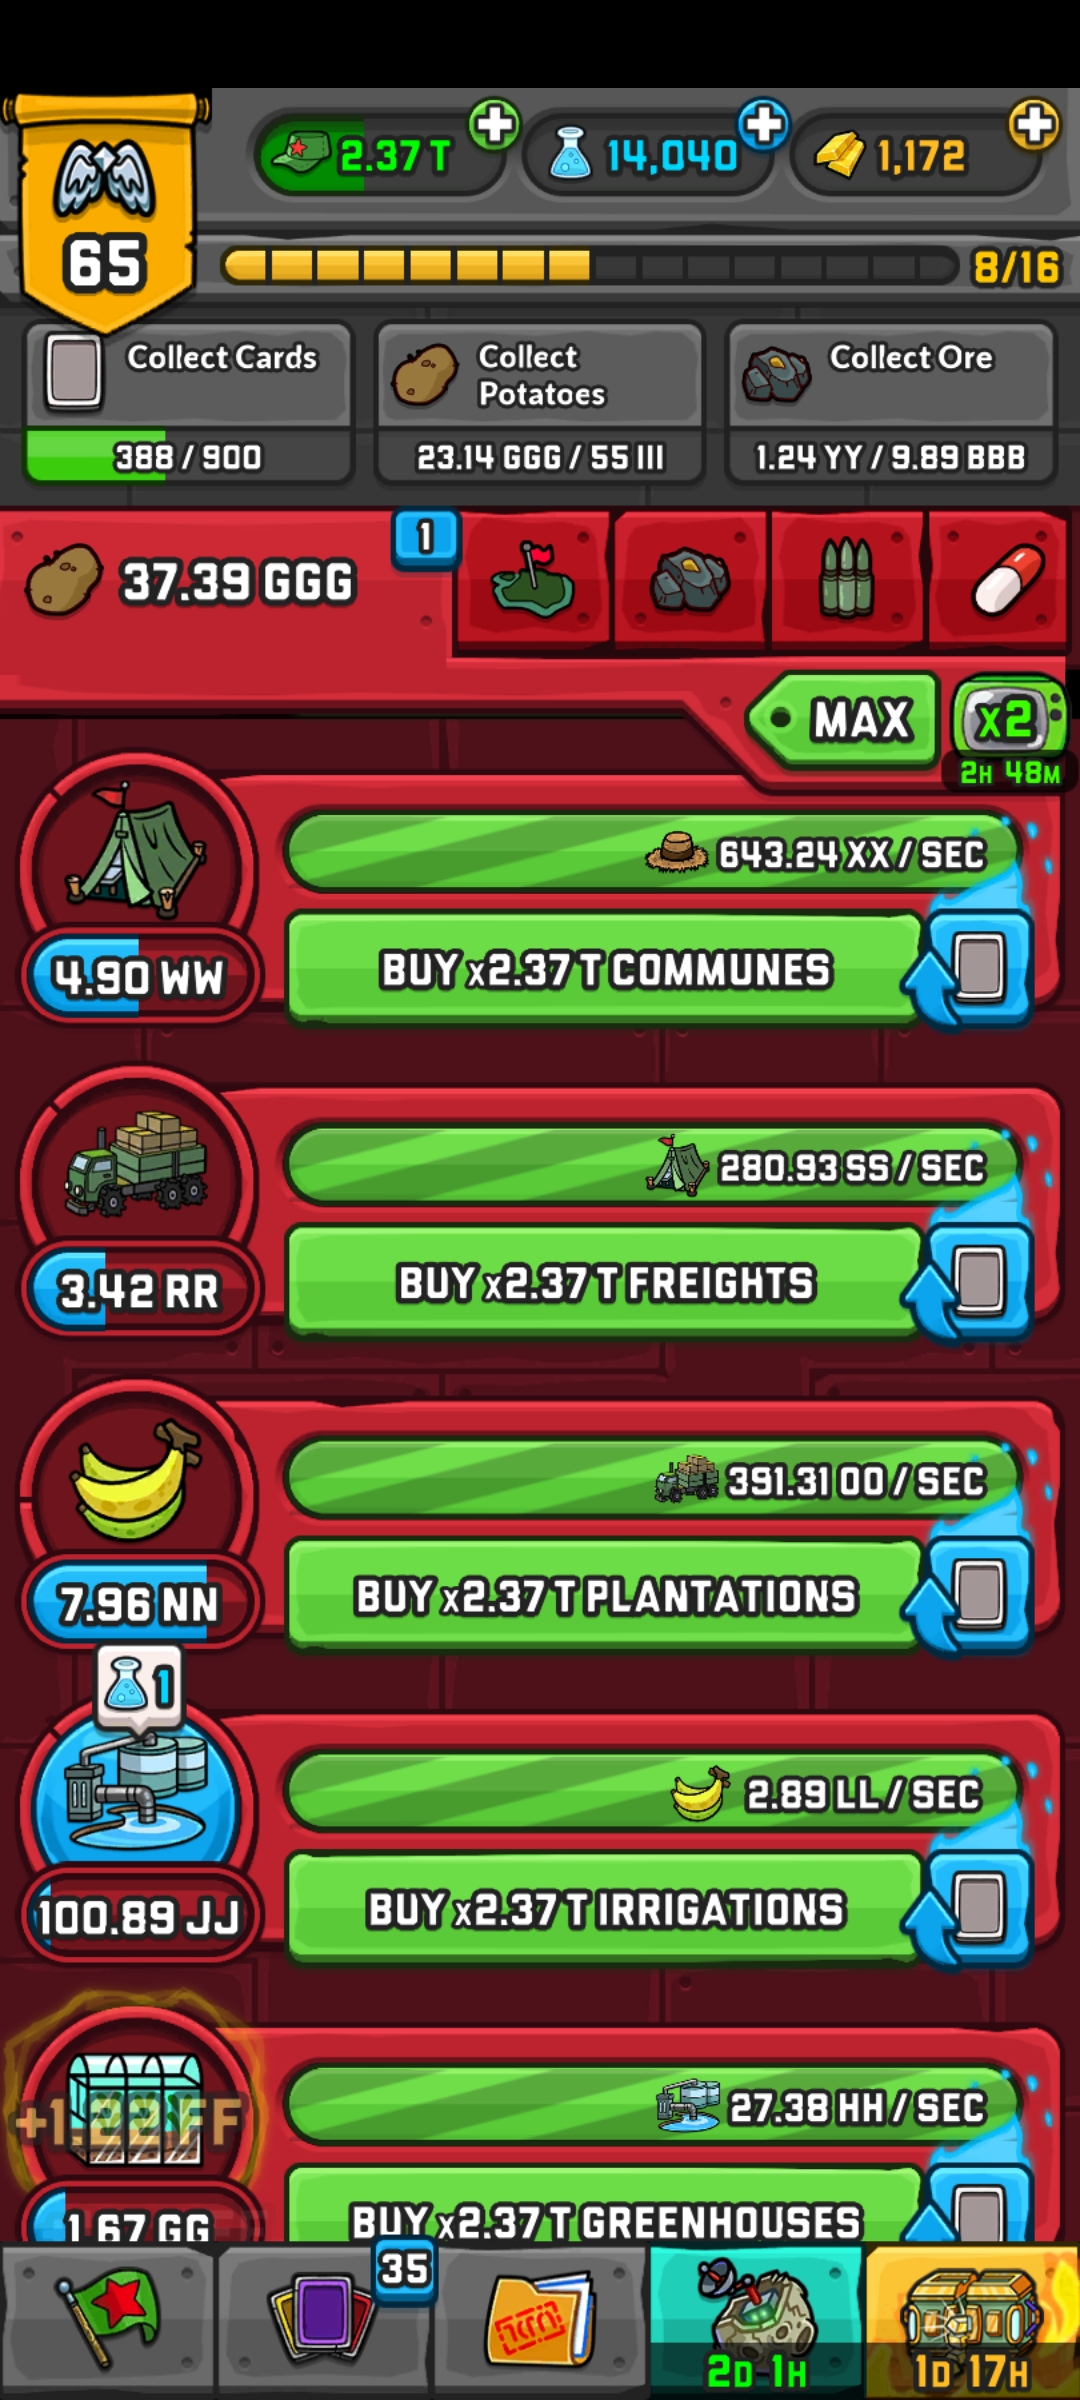 65
2.37 T
14,040
1,172
8/16
Collect Cards
388 / 900
Collect
Potatoes
23.14 GGG / 55 III
Collect Ore
1.24 YY / 9.89 BBB
37.39 GGG
1
MAX
x2
2H 48M
643.24 XX / SEC
4.90 WW
BUY x2.37 T COMMUNES
280.93 SS / SEC
3.42 RR
BUY x2.37 T FREIGHTS
391.31 OO / SEC
7.96 NN
BUY x2.37 T PLANTATIONS
1
2.89 LL / SEC
100.89 JJ
BUY x2.37 T IRRIGATIONS
+1.22 FF
27.38 HH / SEC
1.67 GG
BUY x2.37 T GREENHOUSES
35
2D 1H
1D 17H